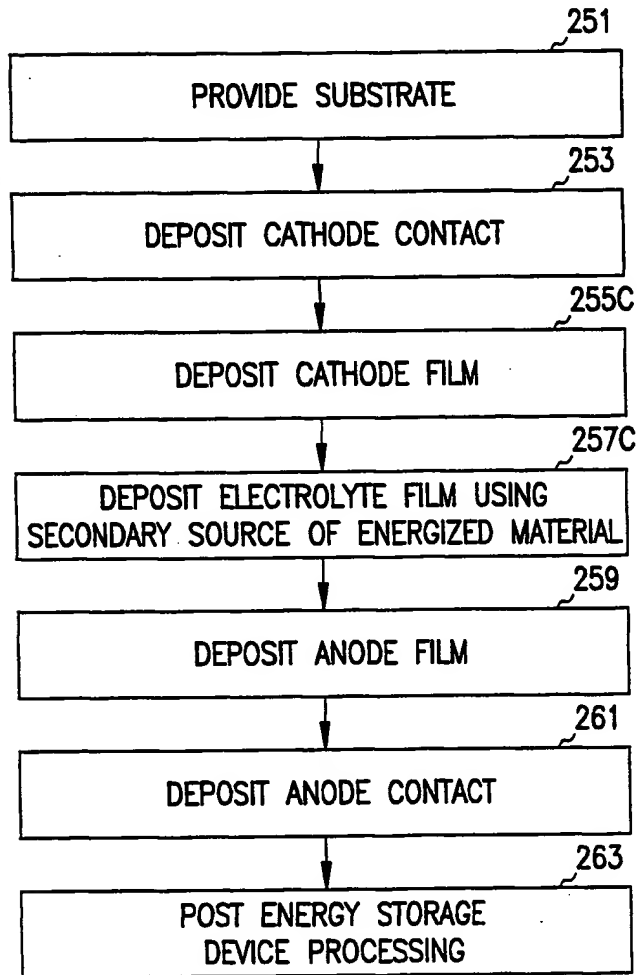 251
PROVIDE SUBSTRATE
253
DEPOSIT CATHODE CONTACT
255C
DEPOSIT CATHODE FILM
257C
DEPOSIT ELECTROLYTE FILM USING
SECONDARY SOURCE OF ENERGIZED MATERIAL
259
DEPOSIT ANODE FILM
261
DEPOSIT ANODE CONTACT
263
POST ENERGY STORAGE
DEVICE PROCESSING